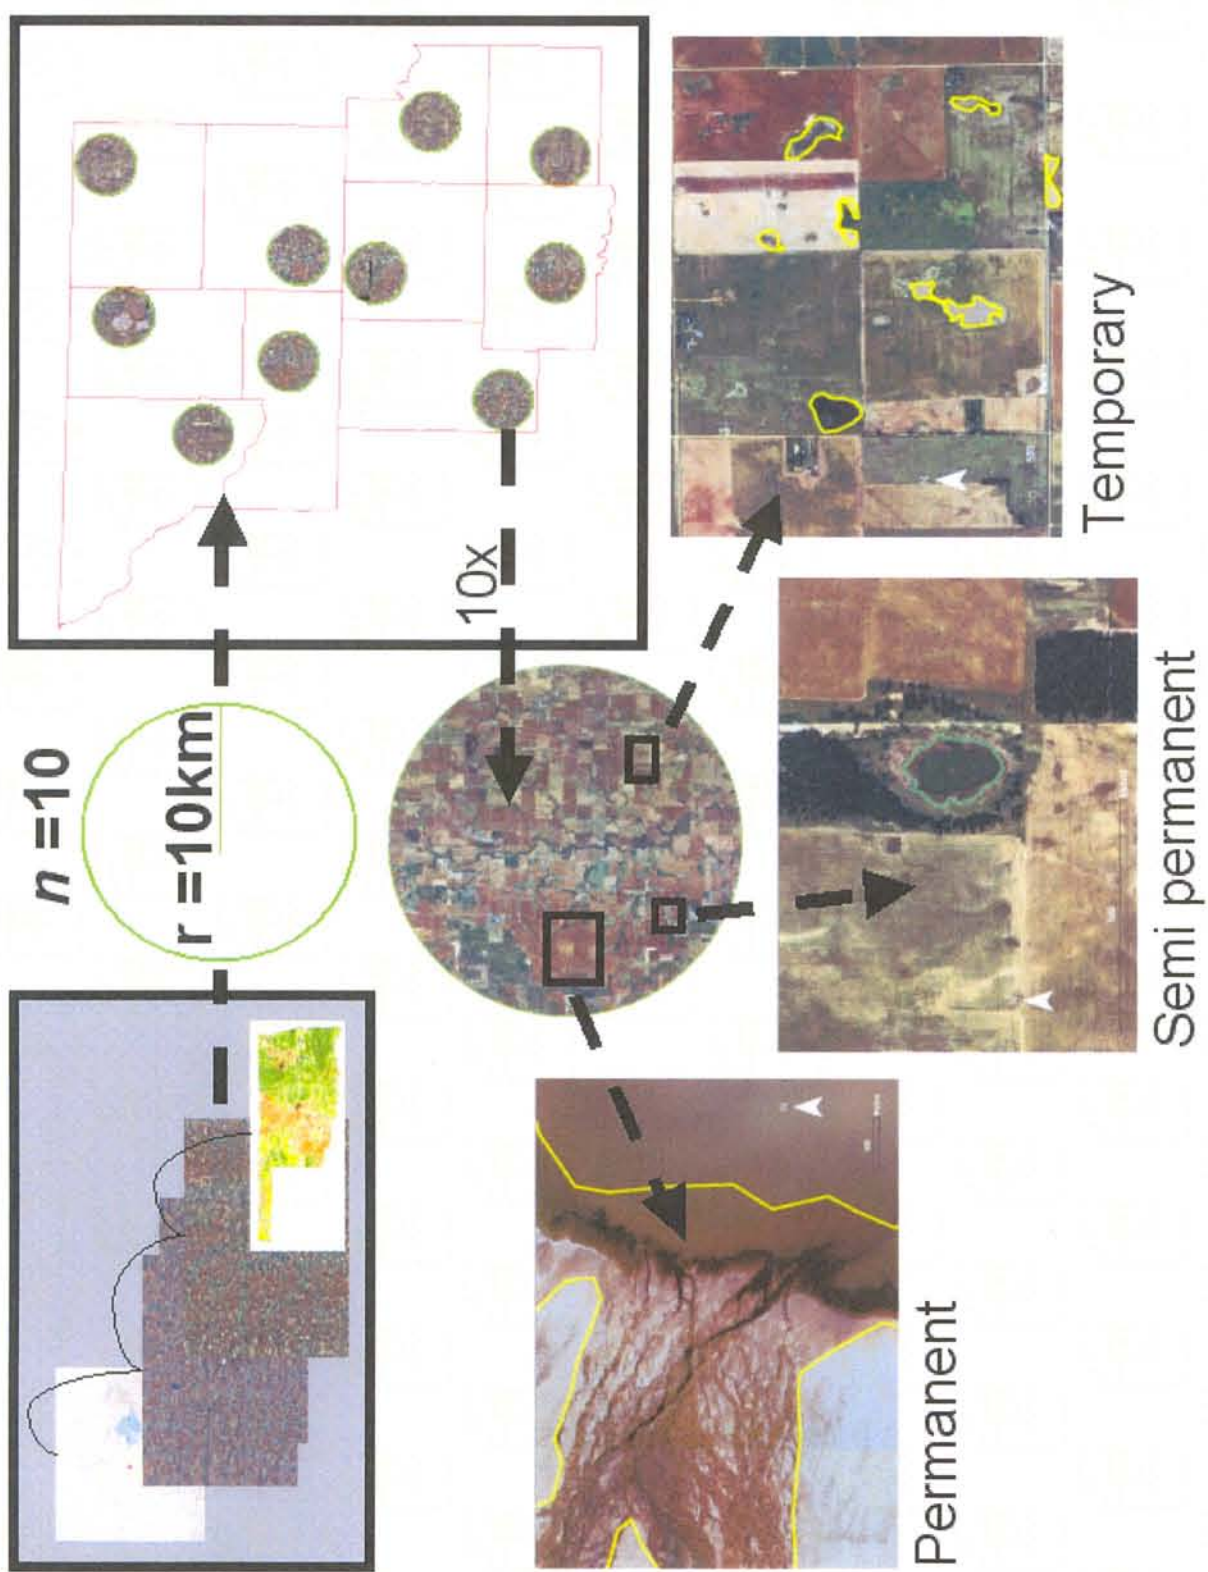 n =10
r =10km
10x
Permanent
Semi permanent
Temporary